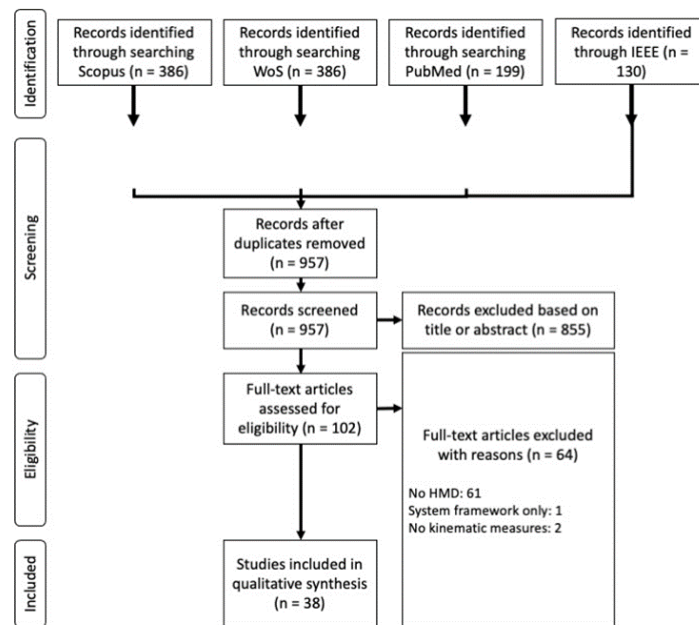 Identification
Records identified
through searching
Scopus (n = 386)
Records identified
through searching
WoS (n = 386)
Records identified
through searching
PubMed (n = 199)
Records identified
through IEEE (n =
130)
Screening
Records after
duplicates removed
(n = 957)
Records screened
(n = 957)
Records excluded based on
title or abstract (n = 855)
Eligibility
Full-text articles
assessed for
eligibility (n = 102)
Full-text articles excluded
with reasons (n = 64)
No HMD: 61
System framework only: 1
No kinematic measures: 2
Included
Studies included in
qualitative synthesis
(n = 38)